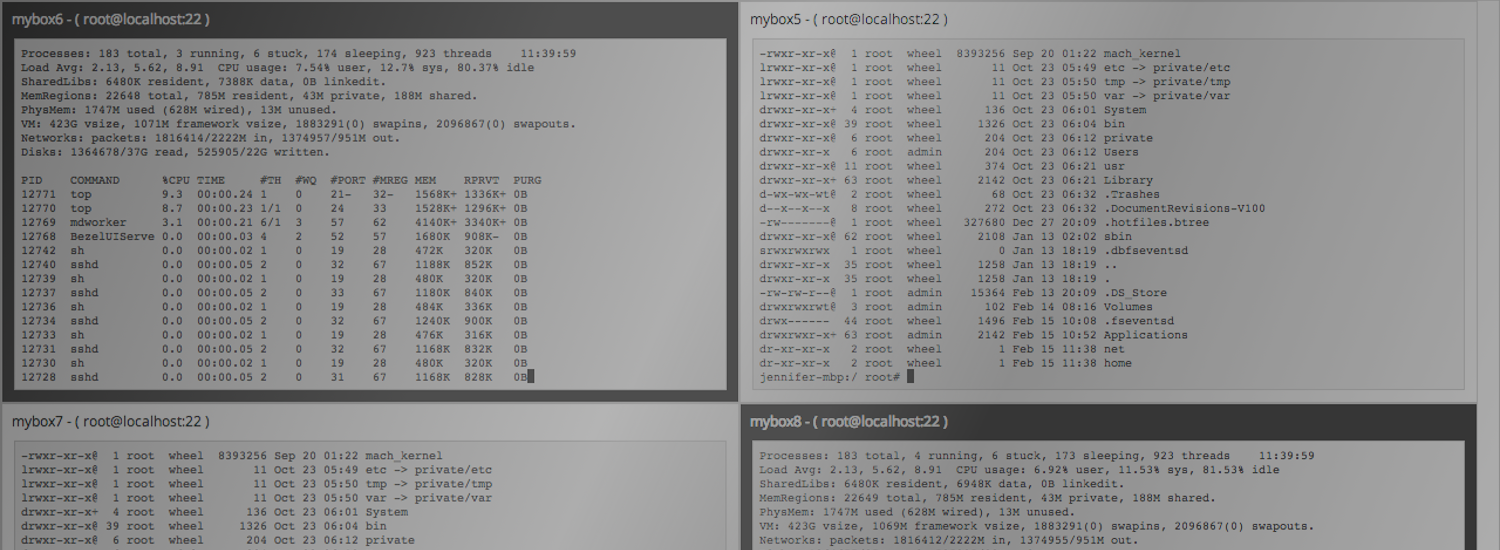 mybox6 - ( root@localhost:22 )
Processes: 183 total, 3 running, 6 stuck, 174 sleeping, 923 threads    11:39:59
Load Avg: 2.13, 5.62, 8.91  CPU usage: 7.54% user, 12.7% sys, 80.37% idle
SharedLibs: 6480K resident, 7388K data, 0B linkedit.
MemRegions: 22648 total, 785M resident, 43M private, 188M shared.
PhysMem: 1747M used (628M wired), 13M unused.
VM: 423G vsize, 1071M framework vsize, 1883291(0) swapins, 2096867(0) swapouts.
Networks: packets: 1816414/2222M in, 1374957/951M out.
Disks: 1364678/37G read, 525905/22G written.
PID    COMMAND      %CPU TIME     #TH  #WQ  #PORT #MREG MEM    RPRVT  PURG
12771  top          9.3  00:00.24 1    0    21-   32-   1568K+ 1336K+ 0B
12770  top          8.7  00:00.23 1/1  0    24    33    1528K+ 1296K+ 0B
12769  mdworker     3.1  00:00.21 6/1  3    57    62    4140K+ 3340K+ 0B
12768  BezelUIServe 0.0  00:00.03 4    2    52    57    1680K  908K-  0B
12742  sh           0.0  00:00.02 1    0    19    28    472K   320K   0B
12740  sshd         0.0  00:00.05 2    0    32    67    1188K  852K   0B
12739  sh           0.0  00:00.02 1    0    19    28    480K   320K   0B
12737  sshd         0.0  00:00.05 2    0    33    67    1180K  840K   0B
12736  sh           0.0  00:00.02 1    0    19    28    484K   336K   0B
12734  sshd         0.0  00:00.05 2    0    32    67    1240K  900K   0B
12733  sh           0.0  00:00.02 1    0    19    28    476K   316K   0B
12731  sshd         0.0  00:00.05 2    0    32    67    1168K  832K   0B
12730  sh           0.0  00:00.02 1    0    19    28    480K   320K   0B
12728  sshd         0.0  00:00.05 2    0    31    67    1168K  828K   0B
mybox5 - ( root@localhost:22 )
-rwxr-xr-x@  1 root  wheel  8393256 Sep 20 01:22 mach_kernel
lrwxr-xr-x@  1 root  wheel       11 Oct 23 05:49 etc -> private/etc
lrwxr-xr-x@  1 root  wheel       11 Oct 23 05:50 tmp -> private/tmp
lrwxr-xr-x@  1 root  wheel       11 Oct 23 05:50 var -> private/var
drwxr-xr-x+  4 root  wheel      136 Oct 23 06:01 System
drwxr-xr-x@ 39 root  wheel     1326 Oct 23 06:04 bin
drwxr-xr-x@  6 root  wheel      204 Oct 23 06:12 private
drwxr-xr-x   6 root  admin      204 Oct 23 06:12 Users
drwxr-xr-x@ 11 root  wheel      374 Oct 23 06:21 usr
drwxr-xr-x+ 63 root  wheel     2142 Oct 23 06:21 Library
d-wx-wx-wt@  2 root  wheel       68 Oct 23 06:32 .Trashes
d--x--x--x   8 root  wheel      272 Oct 23 06:32 .DocumentRevisions-V100
-rw-------@  1 root  wheel   327680 Dec 27 20:09 .hotfiles.btree
drwxr-xr-x@ 62 root  wheel     2108 Jan 13 02:02 sbin
srwxrwxrwx   1 root  wheel        0 Jan 13 18:19 .dbfseventsd
drwxr-xr-x  35 root  wheel     1258 Jan 13 18:19 ..
drwxr-xr-x  35 root  wheel     1258 Jan 13 18:19 .
-rw-rw-r--@  1 root  admin    15364 Feb 13 20:09 .DS_Store
drwxrwxrwt@  3 root  admin      102 Feb 14 08:16 Volumes
drwx------  44 root  wheel     1496 Feb 15 10:08 .fseventsd
drwxrwxr-x+ 63 root  admin     2142 Feb 15 10:52 Applications
dr-xr-xr-x   2 root  wheel        1 Feb 15 11:38 net
dr-xr-xr-x   2 root  wheel        1 Feb 15 11:38 home
jennifer-mbp:/ root#
mybox7 - ( root@localhost:22 )
-rwxr-xr-x@  1 root  wheel  8393256 Sep 20 01:22 mach_kernel
lrwxr-xr-x@  1 root  wheel       11 Oct 23 05:49 etc -> private/etc
lrwxr-xr-x@  1 root  wheel       11 Oct 23 05:50 tmp -> private/tmp
lrwxr-xr-x@  1 root  wheel       11 Oct 23 05:50 var -> private/var
drwxr-xr-x+  4 root  wheel      136 Oct 23 06:01 System
drwxr-xr-x@ 39 root  wheel     1326 Oct 23 06:04 bin
drwxr-xr-x@  6 root  wheel      204 Oct 23 06:12 private
mybox8 - ( root@localhost:22 )
Processes: 183 total, 4 running, 6 stuck, 173 sleeping, 923 threads    11:39:59
Load Avg: 2.13, 5.62, 8.91  CPU usage: 6.92% user, 11.53% sys, 81.53% idle
SharedLibs: 6480K resident, 6948K data, 0B linkedit.
MemRegions: 22649 total, 785M resident, 43M private, 188M shared.
PhysMem: 1747M used (628M wired), 13M unused.
VM: 423G vsize, 1069M framework vsize, 1883291(0) swapins, 2096867(0) swapouts.
Networks: packets: 1816412/2222M in, 1374955/951M out.